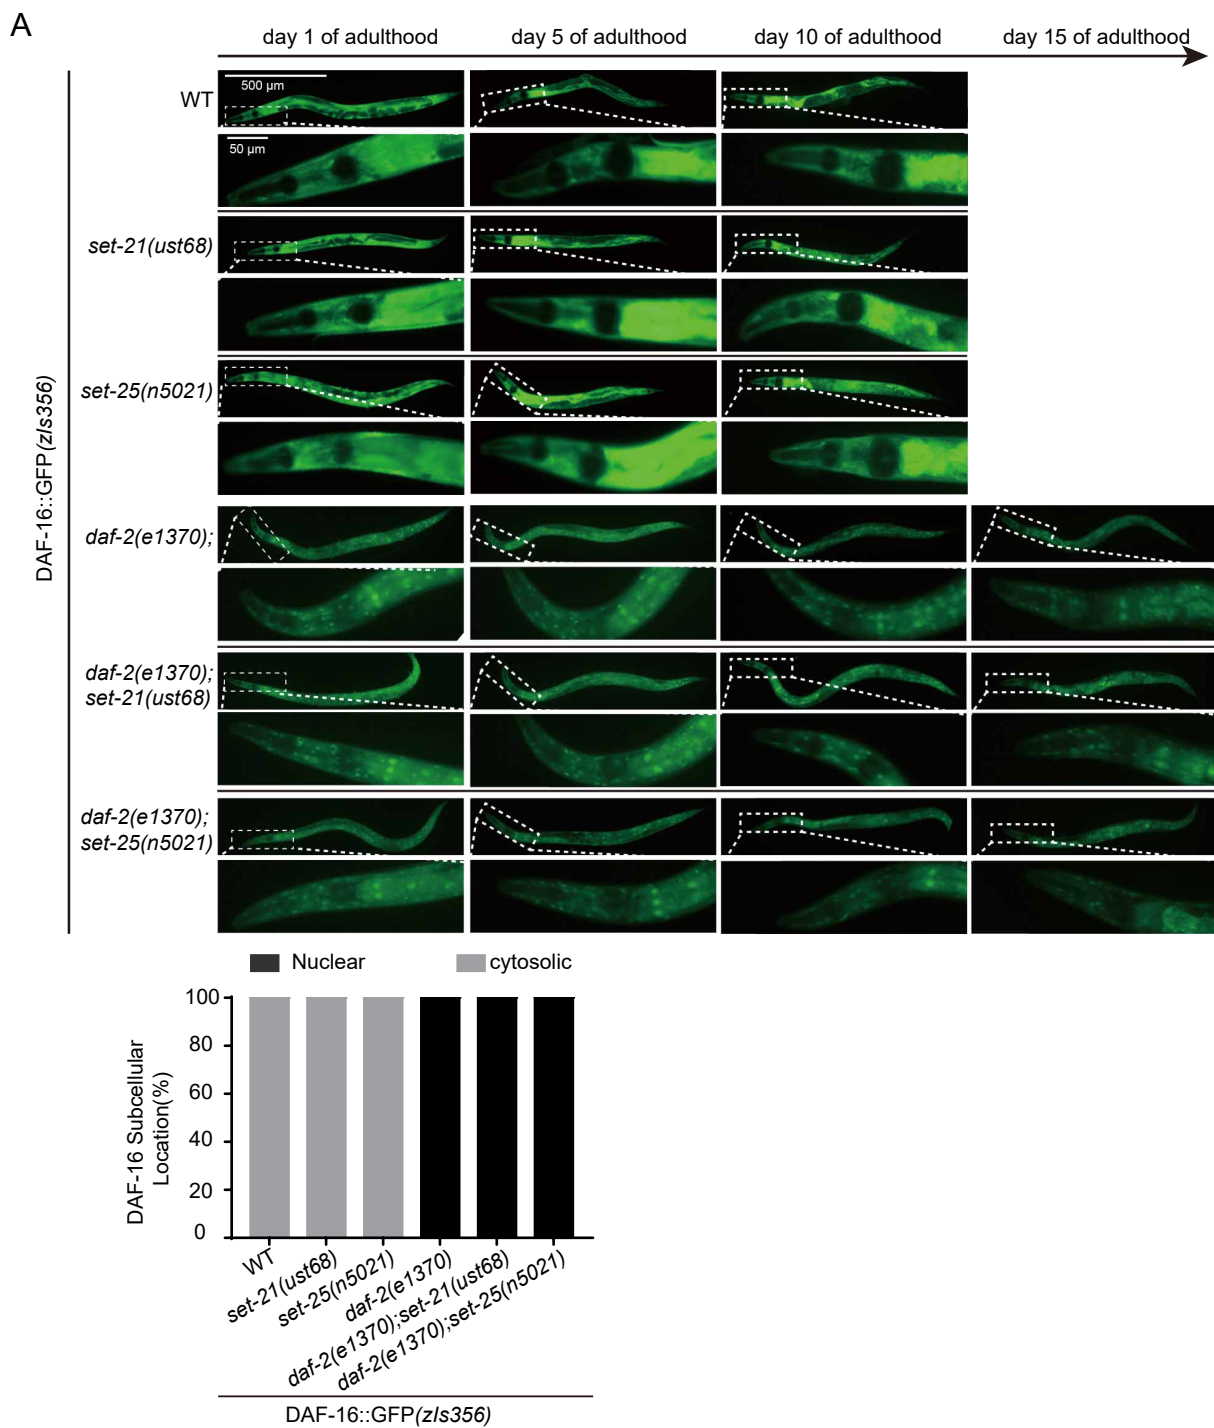 A
day 1 of adulthood
day 5 of adulthood
day 10 of adulthood
day 15 of adulthood
DAF-16::GFP(zIs356)
WT
500 µm
50 µm
set-21(ust68)
set-25(n5021)
daf-2(e1370);
daf-2(e1370);
set-21(ust68)
daf-2(e1370);
set-25(n5021)
Nuclear
cytosolic
DAF-16 Subcellular
Location(%)
100
80
60
40
20
0
WT
set-21(ust68)
set-25(n5021)
daf-2(e1370)
daf-2(e1370);set-21(ust68)
daf-2(e1370);set-25(n5021)
DAF-16::GFP(zIs356)